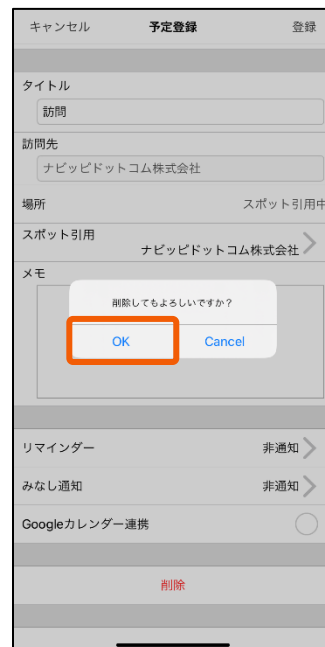 キャンセル 予定登録 登録
タイトル
訪問
訪問先
ナビッピドットコム株式会社
場所 スポット引用中
スポット引用
ナビッピドットコム株式会社
メモ
削除してもよろしいですか？
OK Cancel
リマインダー 非通知
みなし通知 非通知
Googleカレンダー連携
削除